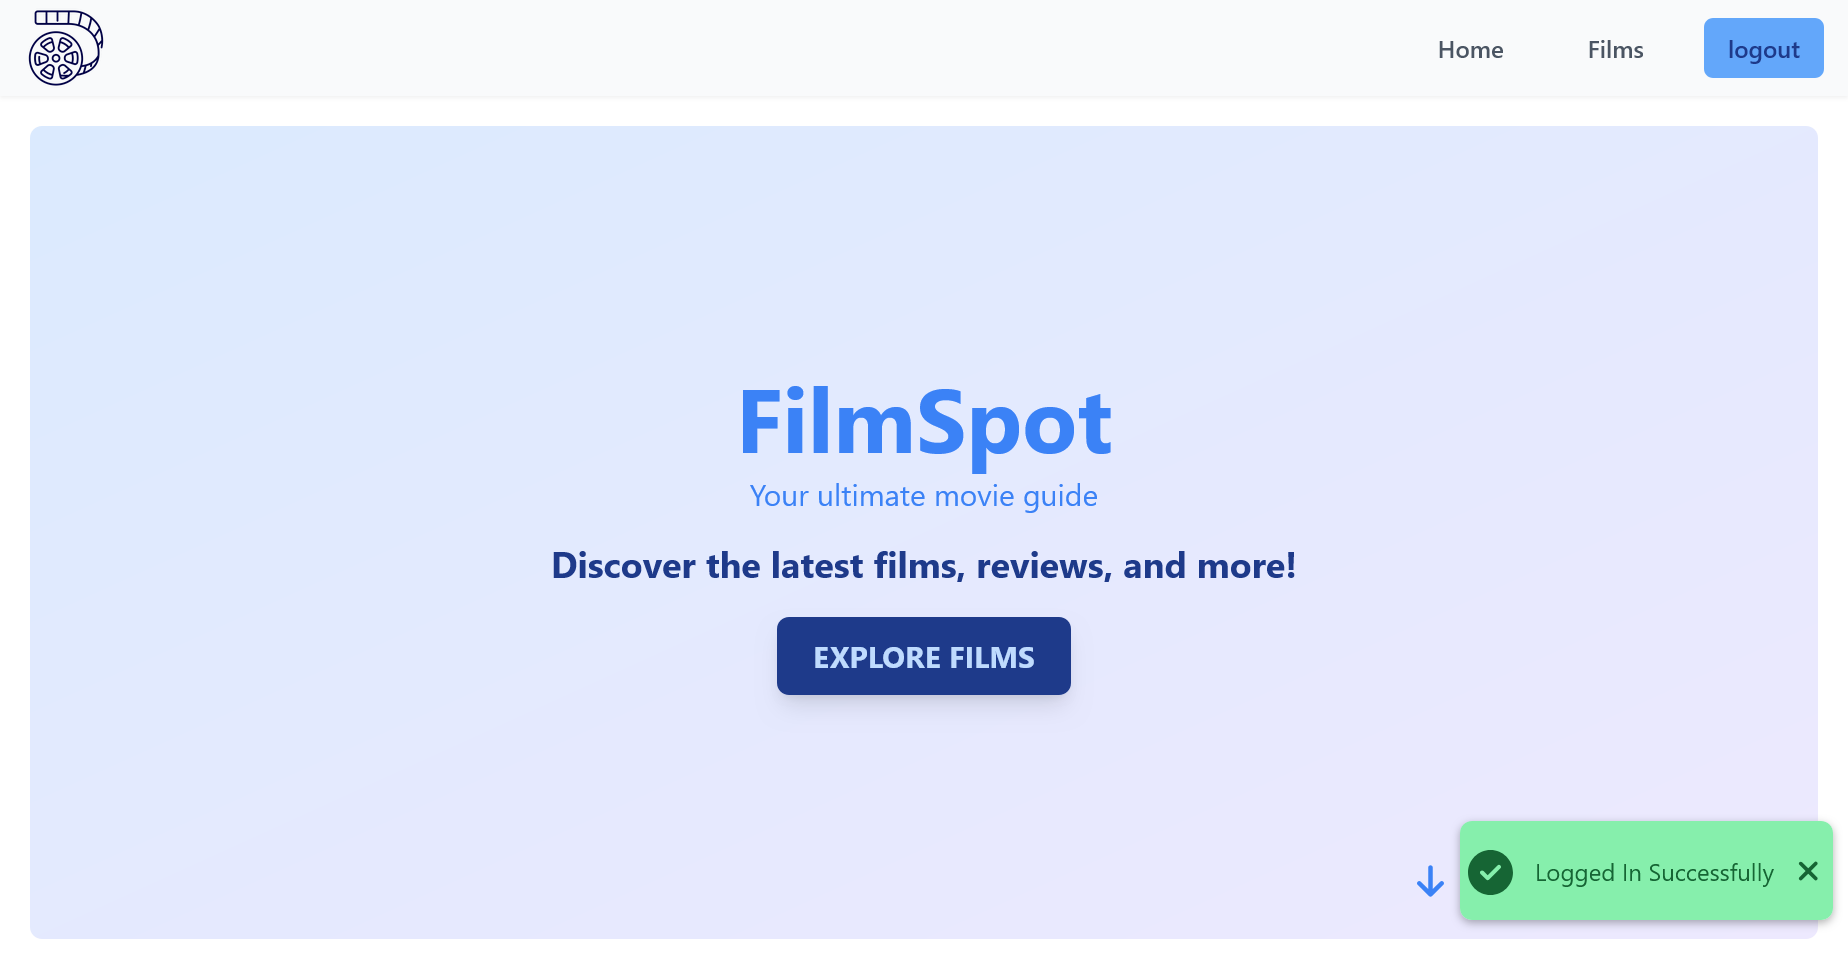 Home
Films
logout
FilmSpot
Your ultimate movie guide
Discover the latest films, reviews, and more!
EXPLORE FILMS
Logged In Successfully